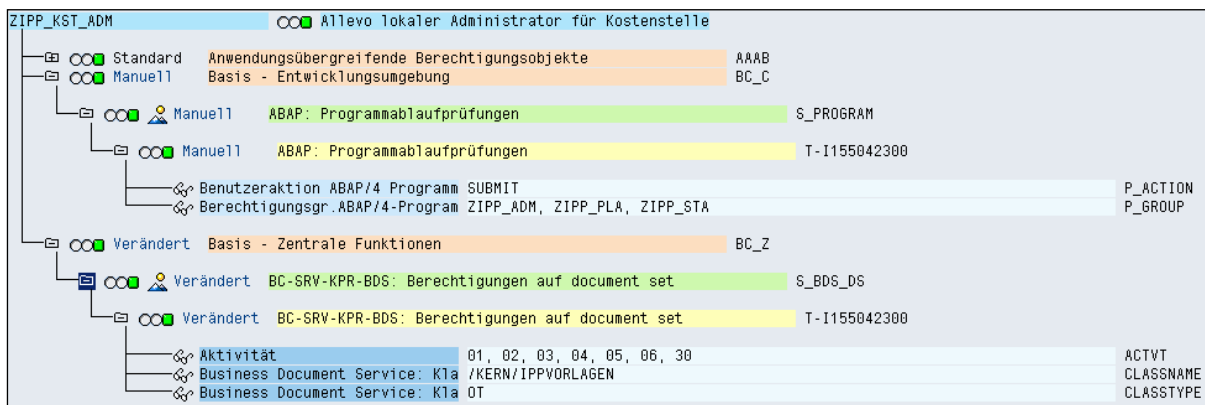 ZIPP_KST_ADM Allevo lokaler Administrator für Kostenstelle
Standard Anwendungsübergreifende Berechtigungsobjekte AAAB
Manuell Basis - Entwicklungsumgebung BC_C
Manuell ABAP: Programmablaufprüfungen S_PROGRAM
Manuell ABAP: Programmablaufprüfungen T-I155042300
Benutzeraktion ABAP/4 Programm SUBMIT P_ACTION
Berechtigungsgr.ABAP/4-Program ZIPP_ADM, ZIPP_PLA, ZIPP_STA P_GROUP
Verändert Basis - Zentrale Funktionen BC_Z
Verändert BC-SRV-KPR-BDS: Berechtigungen auf document set S_BDS_DS
Verändert BC-SRV-KPR-BDS: Berechtigungen auf document set T-I155042300
Aktivität 01, 02, 03, 04, 05, 06, 30 ACTVT
Business Document Service: Kla /KERN/IPPVORLAGEN CLASSNAME
Business Document Service: Kla OT CLASSTYPE